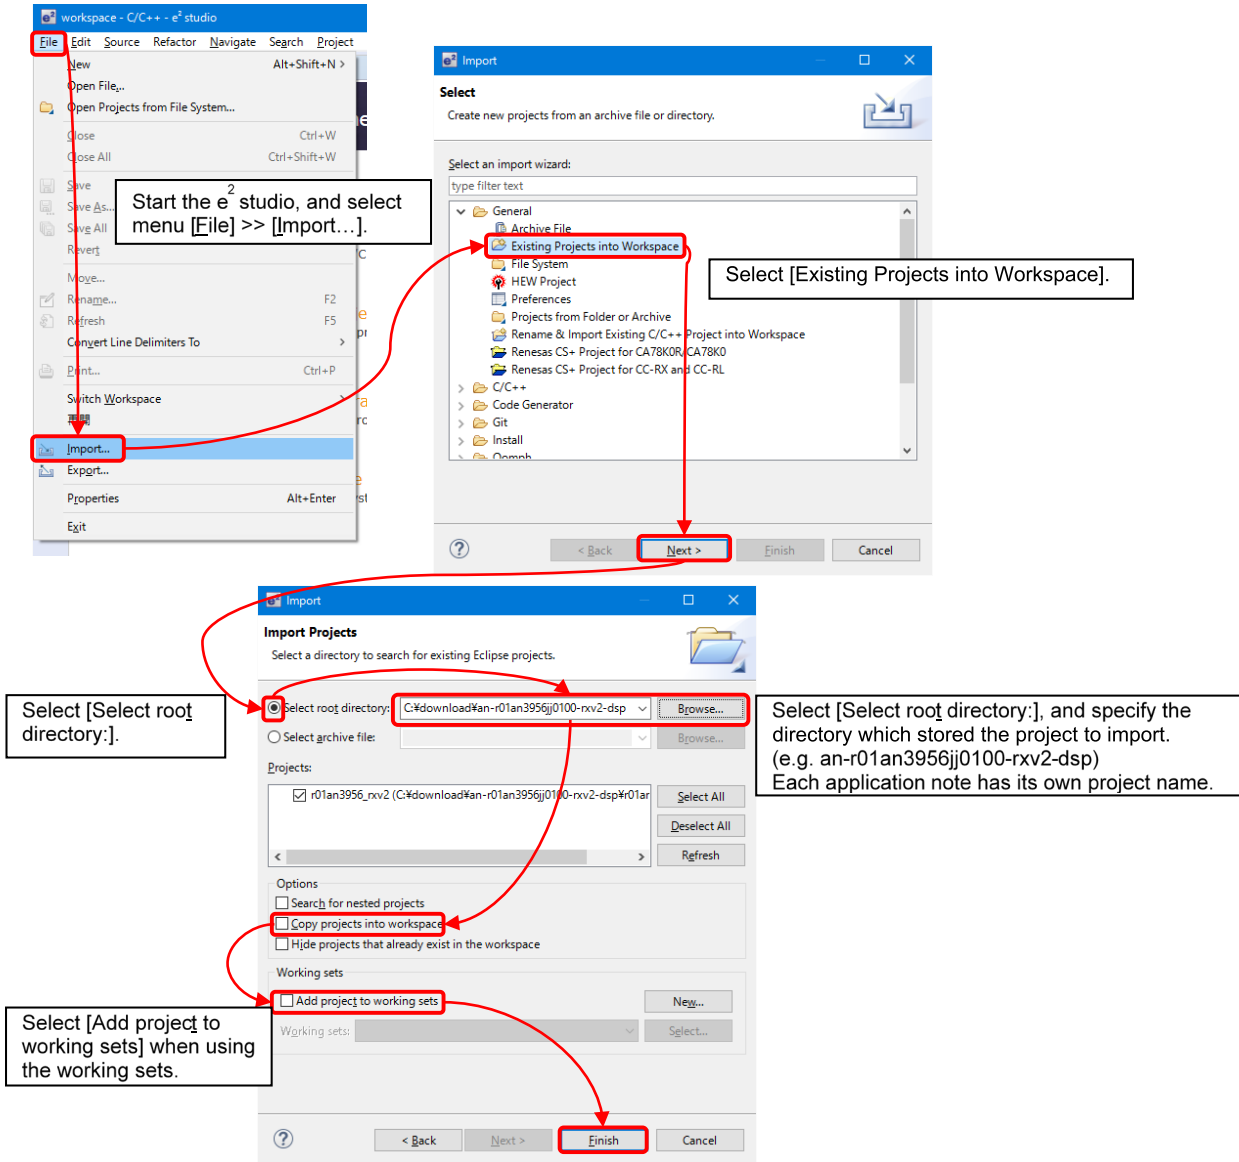 workspace - C/C++ - e² studio
File Edit Source Refactor Navigate Search Project
New Alt+Shift+N >
Open File...
Open Projects from File System...
Close Ctrl+W
Close All Ctrl+Shift+W
Save
Save As...
Save All
Revert
Move...
Rename... F2
Refresh F5
Convert Line Delimiters To >
Print... Ctrl+P
Switch Workspace
再開
Import...
Export...
Properties Alt+Enter
Exit
Start the e² studio, and select
menu [File] >> [Import…].
e² Import
Select
Create new projects from an archive file or directory.
Select an import wizard:
type filter text
General
Archive File
Existing Projects into Workspace
File System
HEW Project
Preferences
Projects from Folder or Archive
Rename & Import Existing C/C++ Project into Workspace
Renesas CS+ Project for CA78K0R/CA78K0
Renesas CS+ Project for CC-RX and CC-RL
C/C++
Code Generator
Git
Install
Oomph
< Back Next > Finish Cancel
Select [Existing Projects into Workspace].
e² Import
Import Projects
Select a directory to search for existing Eclipse projects.
Select root directory: C:¥download¥an-r01an3956jj0100-rxv2-dsp Browse...
Select archive file: Browse...
Projects:
r01an3956_rxv2 (C:¥download¥an-r01an3956jj0100-rxv2-dsp¥r01ar
Select All
Deselect All
Refresh
Options
Search for nested projects
Copy projects into workspace
Hide projects that already exist in the workspace
Working sets
Add project to working sets New...
Working sets: Select...
< Back Next > Finish Cancel
Select [Select root
directory:].
Select [Select root directory:], and specify the
directory which stored the project to import.
(e.g. an-r01an3956jj0100-rxv2-dsp)
Each application note has its own project name.
Select [Add project to
working sets] when using
the working sets.